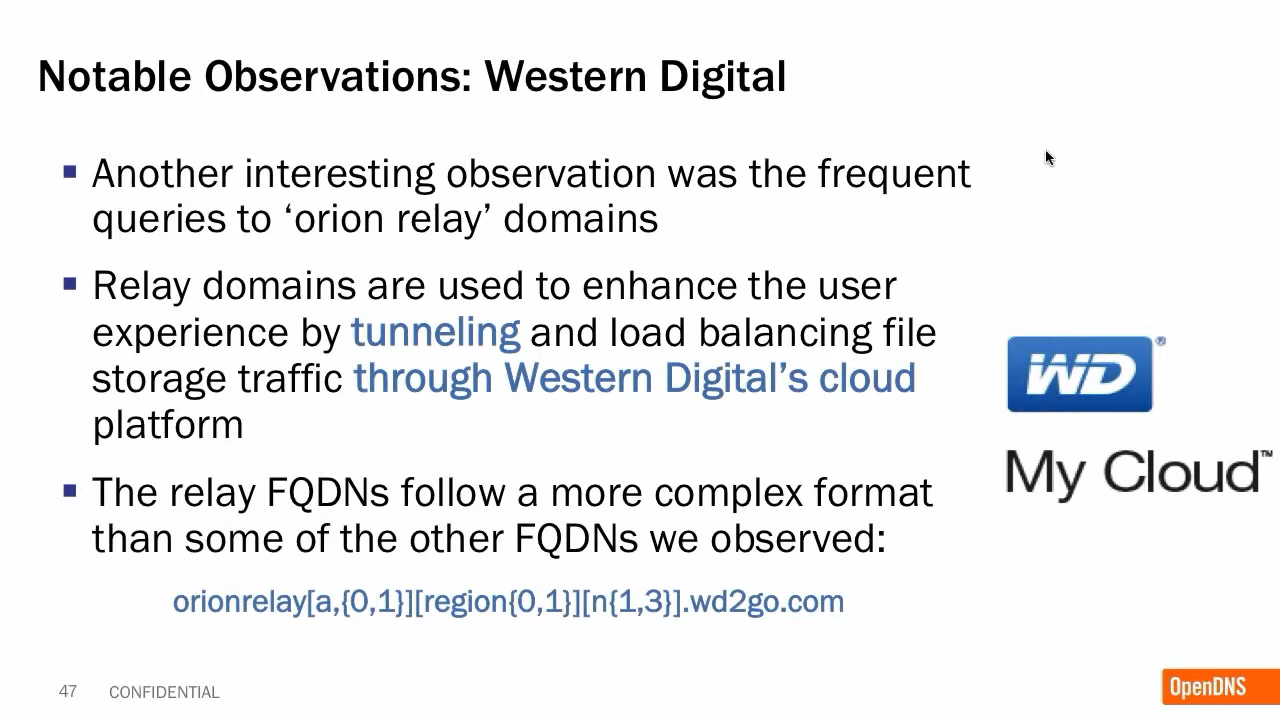 Notable Observations: Western Digital
Another interesting observation was the frequent
queries to ‘orion relay’ domains
Relay domains are used to enhance the user
experience by tunneling and load balancing file
storage traffic through Western Digital’s cloud
platform
The relay FQDNs follow a more complex format
than some of the other FQDNs we observed:
orionrelay[a,{0,1}][region{0,1}][n{1,3}].wd2go.com
WD®
My Cloud™
47 CONFIDENTIAL
OpenDNS